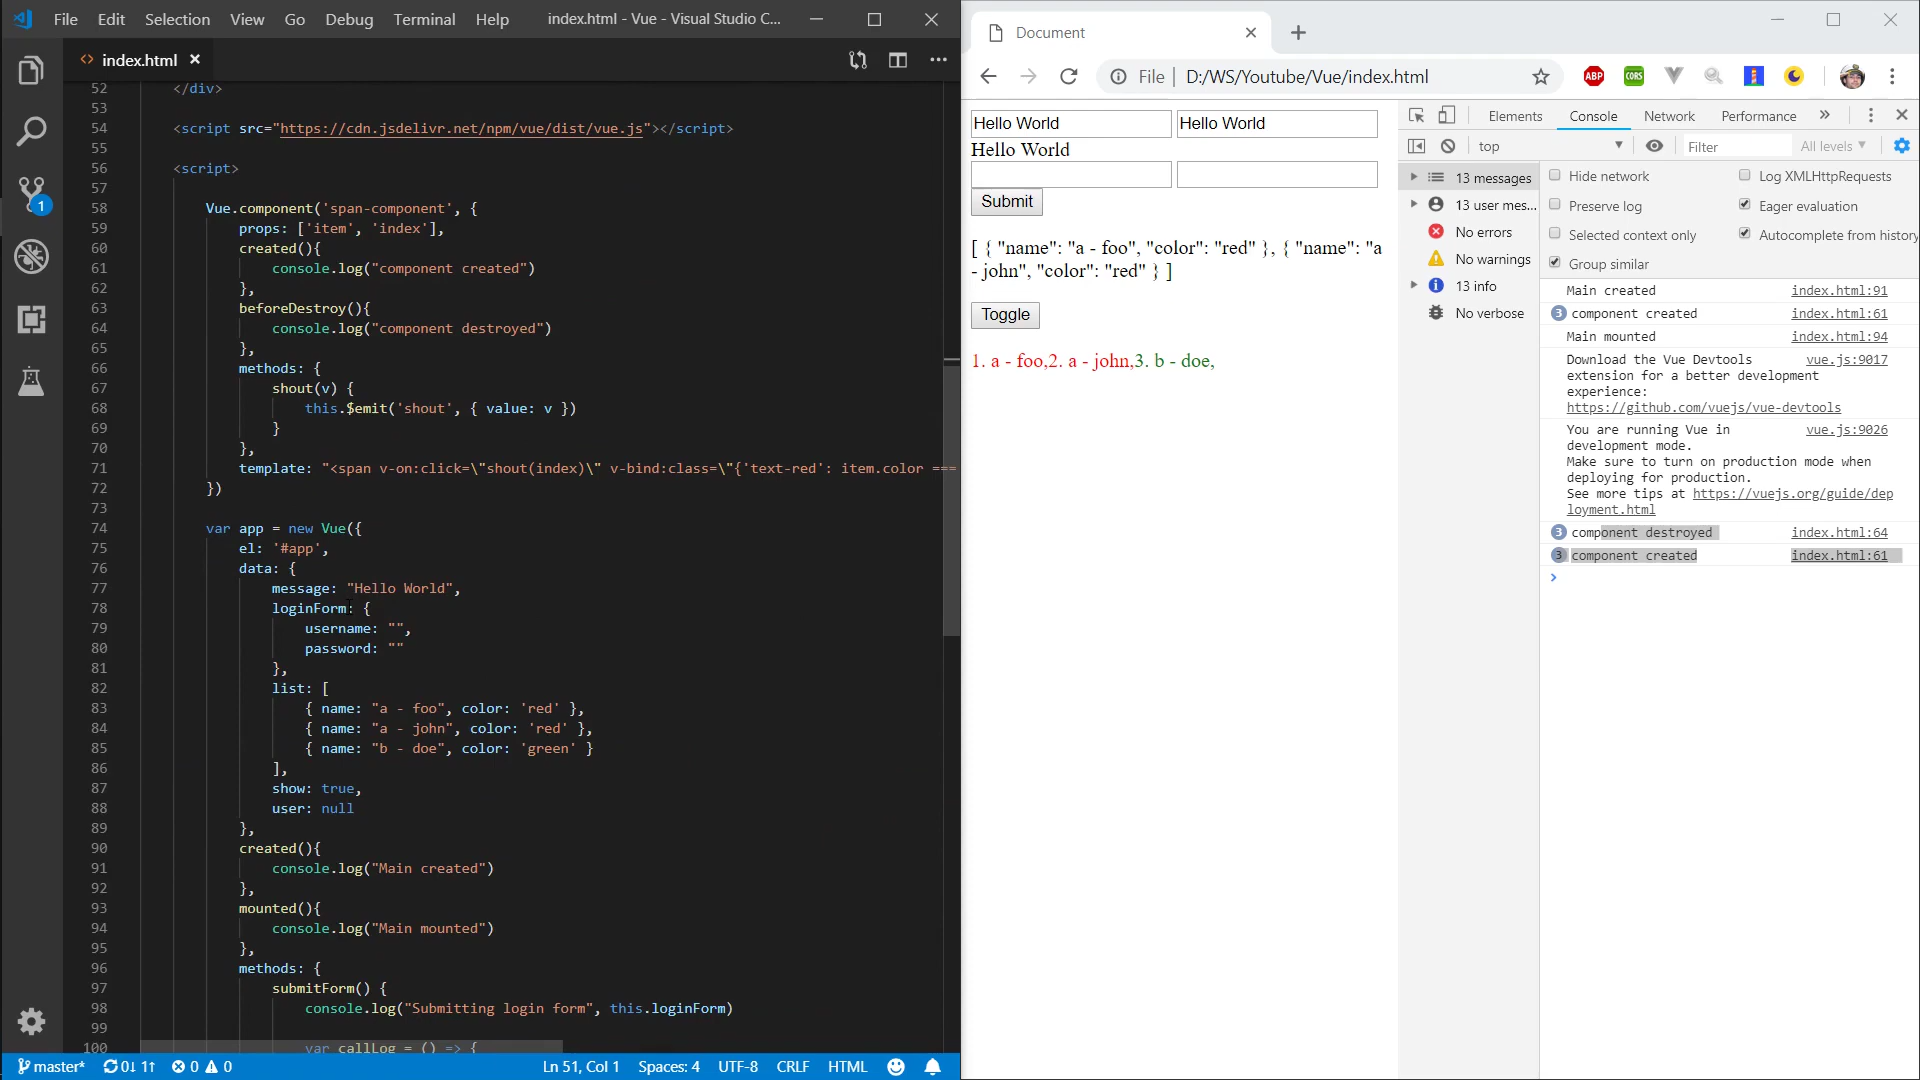 File Edit Selection View Go Debug Terminal Help index.html - Vue - Visual Studio C...
index.html
52 </div>
53
54 <script src="https://cdn.jsdelivr.net/npm/vue/dist/vue.js"></script>
55
56 <script>
57
58 Vue.component('span-component', {
59 props: ['item', 'index'],
60 created(){
61 console.log("component created")
62 },
63 beforeDestroy(){
64 console.log("component destroyed")
65 },
66 methods: {
67 shout(v) {
68 this.$emit('shout', { value: v })
69 }
70 },
71 template: "<span v-on:click=\"shout(index)\" v-bind:class=\"{'text-red': item.color ===
72 })
73
74 var app = new Vue({
75 el: '#app',
76 data: {
77 message: "Hello World",
78 loginForm: {
79 username: "",
80 password: ""
81 },
82 list: [
83 { name: "a - foo", color: 'red' },
84 { name: "a - john", color: 'red' },
85 { name: "b - doe", color: 'green' }
86 ],
87 show: true,
88 user: null
89 },
90 created(){
91 console.log("Main created")
92 },
93 mounted(){
94 console.log("Main mounted")
95 },
96 methods: {
97 submitForm() {
98 console.log("Submitting login form", this.loginForm)
99
100 var callLog = () => {
1
master* 0↓ 1↑ 0 0 Ln 51, Col 1 Spaces: 4 UTF-8 CRLF HTML
Document
File D:/WS/Youtube/Vue/index.html ABP CORS
Hello World Hello World
Hello World
Submit
[ { "name": "a - foo", "color": "red" }, { "name": "a
- john", "color": "red" } ]
Toggle
1. a - foo,2. a - john,3. b - doe,
Elements Console Network Performance »
top Filter All levels
13 messages
13 user mes...
No errors
No warnings
13 info
No verbose
Hide network Log XMLHttpRequests
Preserve log Eager evaluation
Selected context only Autocomplete from history
Group similar
Main created index.html:91
3 component created index.html:61
Main mounted index.html:94
Download the Vue Devtools vue.js:9017
extension for a better development
experience:
https://github.com/vuejs/vue-devtools
You are running Vue in vue.js:9026
development mode.
Make sure to turn on production mode when
deploying for production.
See more tips at https://vuejs.org/guide/dep
loyment.html
3 component destroyed index.html:64
3 component created index.html:61